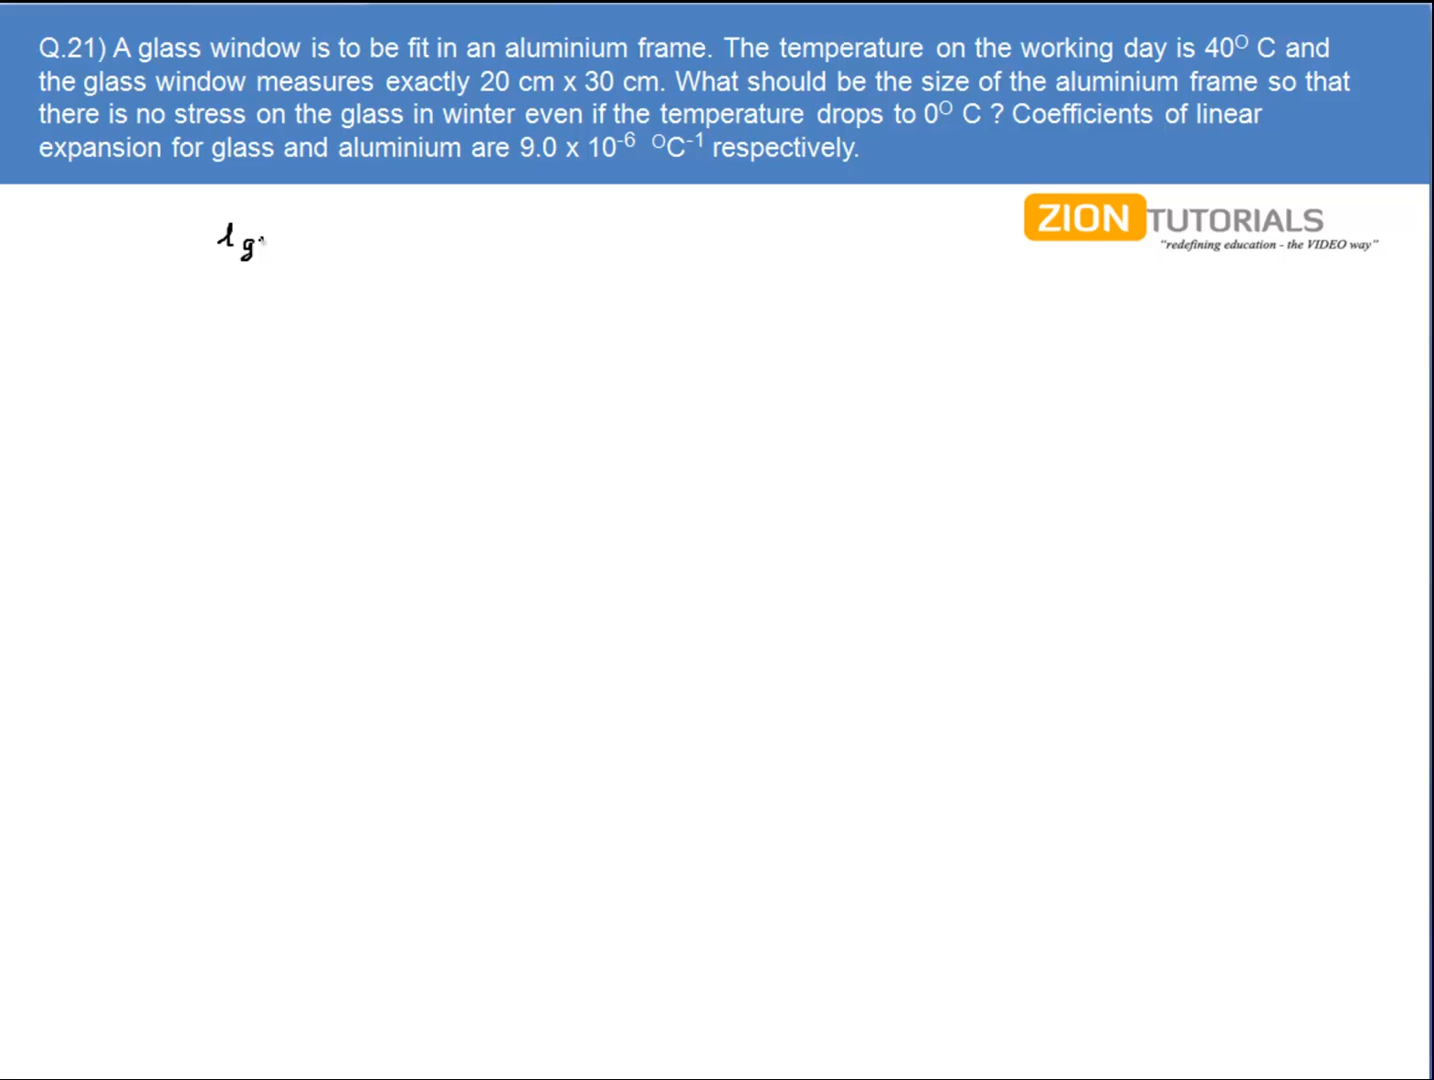 Q.21) A glass window is to be fit in an aluminium frame. The temperature on the working day is 40⁰ C and
the glass window measures exactly 20 cm x 30 cm. What should be the size of the aluminium frame so that
there is no stress on the glass in winter even if the temperature drops to 0⁰ C ? Coefficients of linear
expansion for glass and aluminium are 9.0 x 10⁻⁶ ⁰C⁻¹ respectively.
ZION TUTORIALS
"redefining education - the VIDEO way"
l g